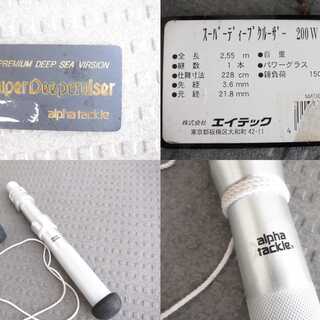 PREMIUM DEEP SEA VIRSION
Super Deepcruiser
alpha tackle
スーパーディープクルーザー 200W
●全長 2.55 m
●継数 1 本
●仕舞寸法 228 cm
●先径 3.6 mm
●元径 21.8 mm
●自重
●パワーグラス
●錘負荷 150
株式会社 エイテック
東京都板橋区大和町 42-11
alpha
tackle
alpha
tackle.